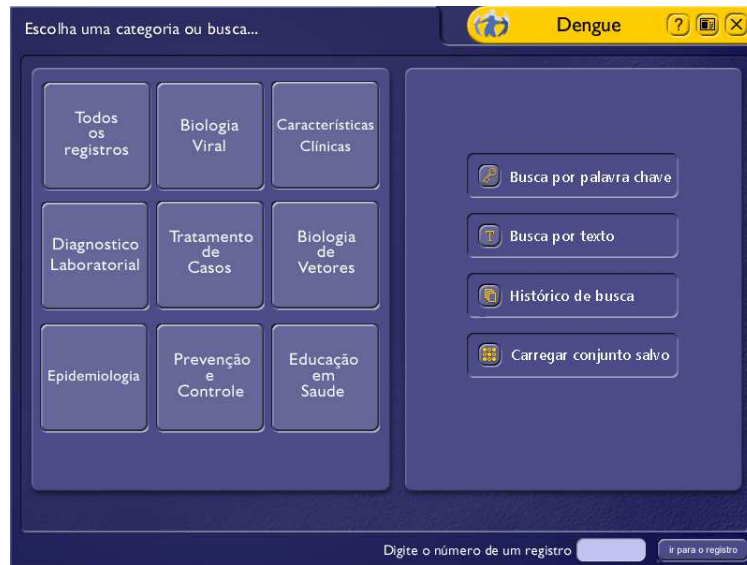 Escolha uma categoria ou busca...
Dengue
?
Todos
os
registros
Biologia
Viral
Características
Clínicas
Diagnostico
Laboratorial
Tratamento
de
Casos
Biologia
de
Vetores
Epidemiologia
Prevenção
e
Controle
Educação
em
Saude
Busca por palavra chave
T
Busca por texto
Histórico de busca
Carregar conjunto salvo
Digite o número de um registro
ir para o registro